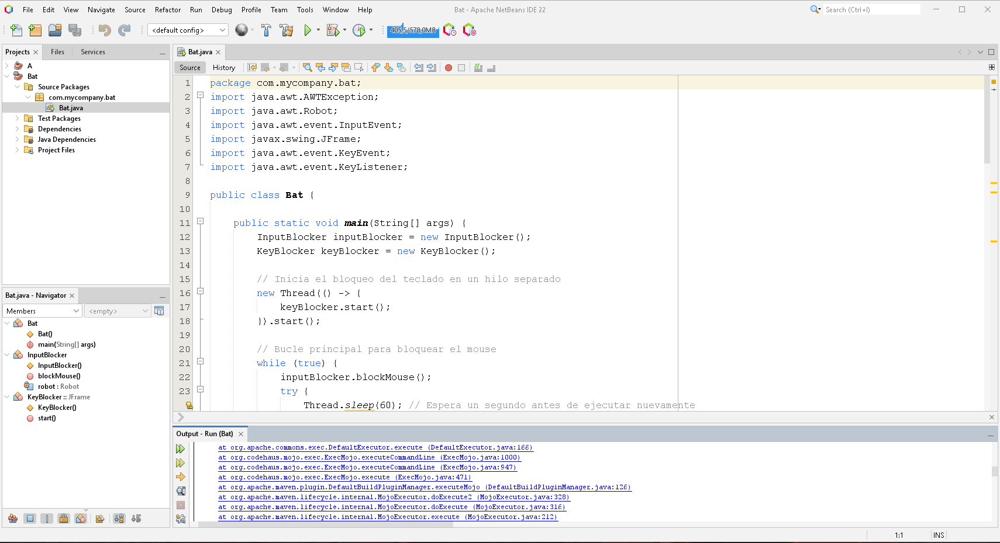 File Edit View Navigate Source Refactor Run Debug Profile Team Tools Window Help
Bat - Apache NetBeans IDE 22
Search (Ctrl+I)
<default config>
405,5/578,0MB
Projects Files Services
A
Bat
Source Packages
com.mycompany.bat
Bat.java
Test Packages
Dependencies
Java Dependencies
Project Files
Bat.java - Navigator
Members
<empty>
Bat
Bat()
main(String[] args)
InputBlocker
InputBlocker()
blockMouse()
robot : Robot
KeyBlocker :: JFrame
KeyBlocker()
start()
Bat.java
Source History
1 package com.mycompany.bat;
2 import java.awt.AWTException;
3 import java.awt.Robot;
4 import java.awt.event.InputEvent;
5 import javax.swing.JFrame;
6 import java.awt.event.KeyEvent;
7 import java.awt.event.KeyListener;
8
9 public class Bat {
10
11 public static void main(String[] args) {
12 InputBlocker inputBlocker = new InputBlocker();
13 KeyBlocker keyBlocker = new KeyBlocker();
14
15 // Inicia el bloqueo del teclado en un hilo separado
16 new Thread(() -> {
17 keyBlocker.start();
18 }).start();
19
20 // Bucle principal para bloquear el mouse
21 while (true) {
22 inputBlocker.blockMouse();
23 try {
Thread.sleep(60); // Espera un segundo antes de ejecutar nuevamente
Output - Run (Bat)
at org.apache.commons.exec.DefaultExecutor.execute (DefaultExecutor.java:166)
at org.codehaus.mojo.exec.ExecMojo.executeCommandLine (ExecMojo.java:1000)
at org.codehaus.mojo.exec.ExecMojo.executeCommandLine (ExecMojo.java:947)
at org.codehaus.mojo.exec.ExecMojo.execute (ExecMojo.java:471)
at org.apache.maven.plugin.DefaultBuildPluginManager.executeMojo (DefaultBuildPluginManager.java:126)
at org.apache.maven.lifecycle.internal.MojoExecutor.doExecute2 (MojoExecutor.java:328)
at org.apache.maven.lifecycle.internal.MojoExecutor.doExecute (MojoExecutor.java:316)
at org.apache.maven.lifecycle.internal.MojoExecutor.execute (MojoExecutor.java:212)
1:1 INS